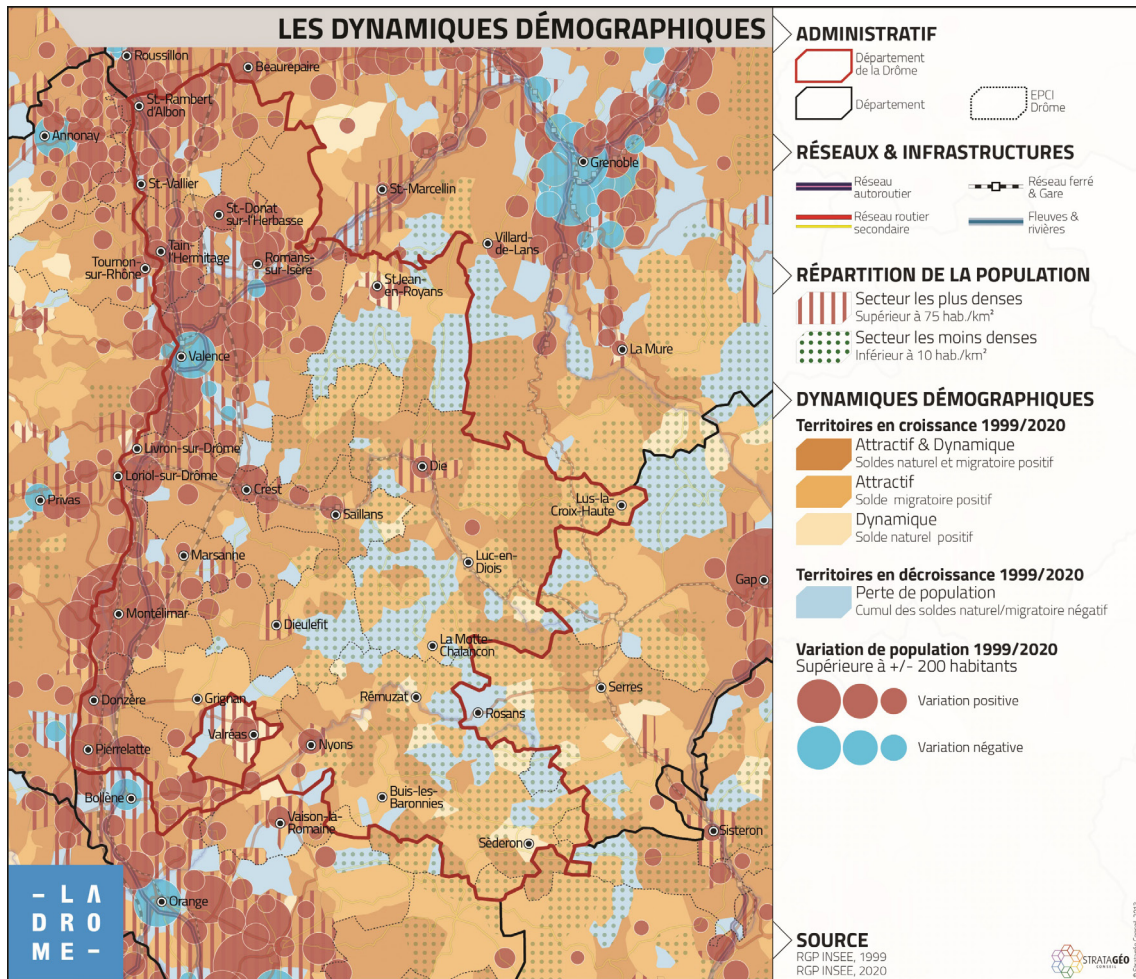 LES DYNAMIQUES DÉMOGRAPHIQUES
Roussillon
Beaurepaire
St.-Rambert
d'Albon
Annonay
Grenoble
St.-Vallier
St.-Marcellin
St.-Donat
sur-l'Herbasse
Villard-
de-Lans
Tain-
l'Hermitage
Tournon-
sur-Rhône
Romans-
sur-Isère
St.Jean-
en-Royans
Valence
La Mure
Livron-sur-Drôme
Die
Loriol-sur-Drôme
Crest
Privas
Lus-la-
Croix-Haute
Saillans
Marsanne
Luc-en-
Diois
Gap
Montélimar
Dieulefit
La Motte-
Chalancon
Serres
Donzère
Grignan
Rémuzat
Rosans
Valréas
Nyons
Pierrelatte
Bollène
Buis-les-
Baronnies
Vaison-la-
Romaine
Sisteron
Séderon
Orange
- L A
D R O
M E -
ADMINISTRATIF
Département
de la Drôme
Département
EPCI
Drôme
RÉSEAUX & INFRASTRUCTURES
Réseau
autoroutier
Réseau ferré
& Gare
Réseau routier
secondaire
Fleuves &
rivières
RÉPARTITION DE LA POPULATION
Secteur les plus denses
Supérieur à 75 hab./km²
Secteur les moins denses
Inférieur à 10 hab./km²
DYNAMIQUES DÉMOGRAPHIQUES
Territoires en croissance 1999/2020
Attractif & Dynamique
Soldes naturel et migratoire positif
Attractif
Solde migratoire positif
Dynamique
Solde naturel positif
Territoires en décroissance 1999/2020
Perte de population
Cumul des soldes naturel/migratoire négatif
Variation de population 1999/2020
Supérieure à +/- 200 habitants
Variation positive
Variation négative
SOURCE
RGP INSEE, 1999
RGP INSEE, 2020
STRATAGÉO
CONSEIL